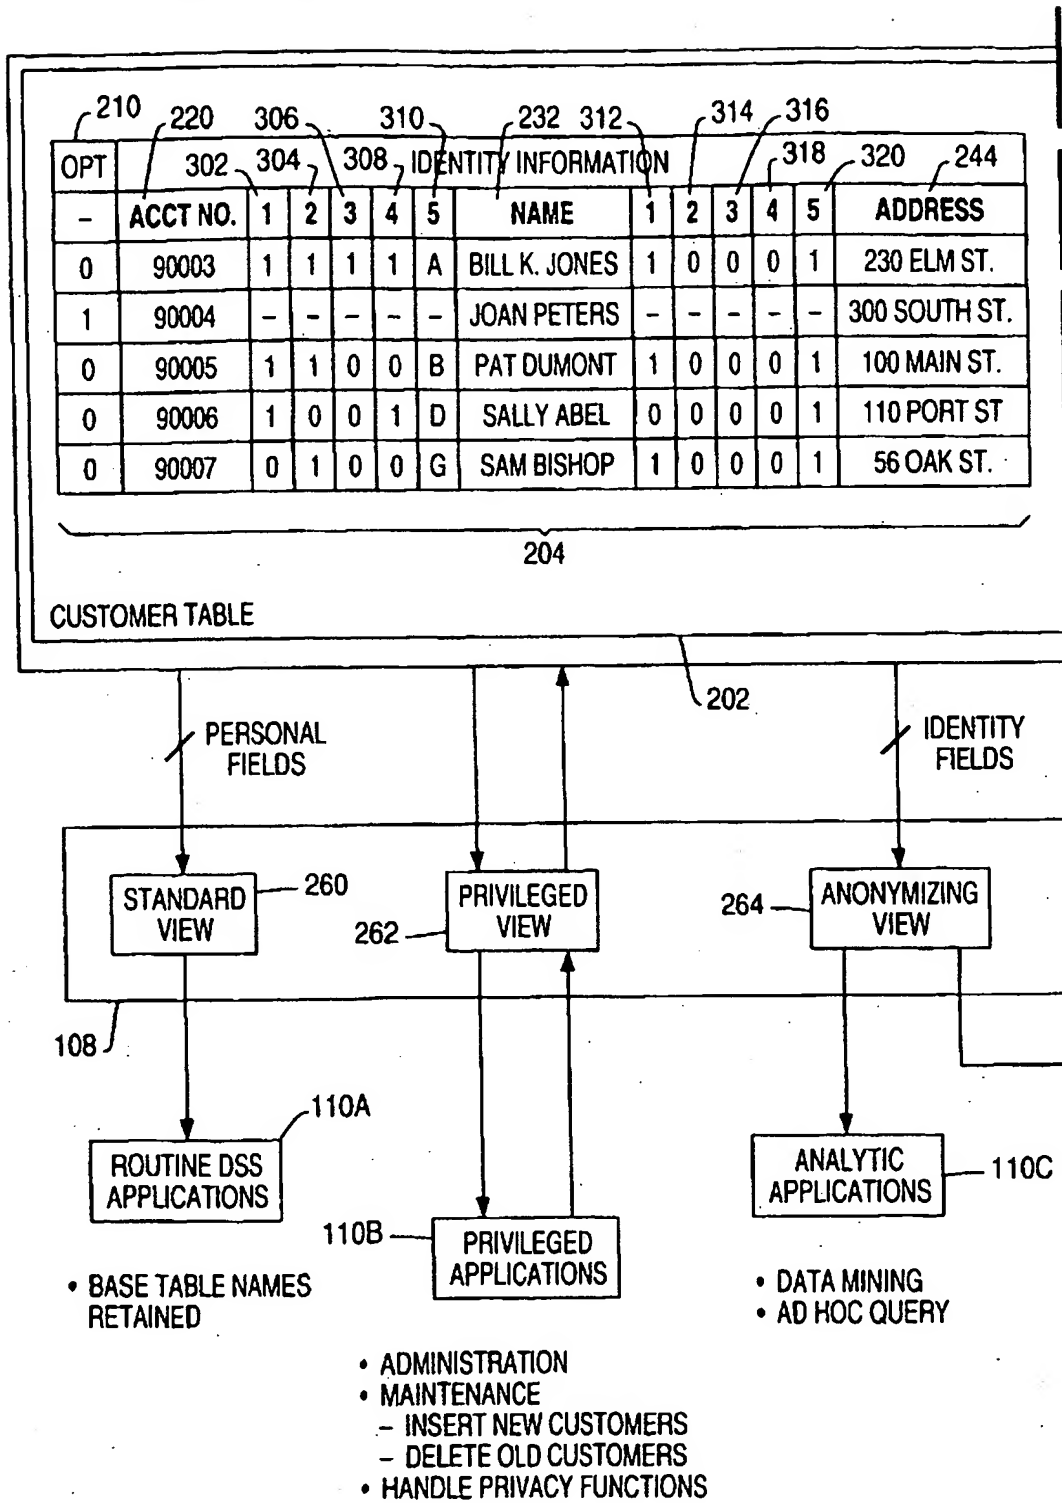 210 220 306 310 232 312 314 316
OPT 302 304 308 IDENTITY INFORMATION 318 320 244
- ACCT NO. 1 2 3 4 5 NAME 1 2 3 4 5 ADDRESS
0 90003 1 1 1 1 A BILL K. JONES 1 0 0 0 1 230 ELM ST.
1 90004 - - - - - JOAN PETERS - - - - - 300 SOUTH ST.
0 90005 1 1 0 0 B PAT DUMONT 1 0 0 0 1 100 MAIN ST.
0 90006 1 0 0 1 D SALLY ABEL 0 0 0 0 1 110 PORT ST
0 90007 0 1 0 0 G SAM BISHOP 1 0 0 0 1 56 OAK ST.
204
CUSTOMER TABLE
202
PERSONAL
FIELDS
IDENTITY
FIELDS
STANDARD
VIEW
260
PRIVILEGED
VIEW
262
ANONYMIZING
VIEW
264
108
110A
ROUTINE DSS
APPLICATIONS
110B
PRIVILEGED
APPLICATIONS
ANALYTIC
APPLICATIONS
110C
• BASE TABLE NAMES
RETAINED
• DATA MINING
• AD HOC QUERY
• ADMINISTRATION
• MAINTENANCE
– INSERT NEW CUSTOMERS
– DELETE OLD CUSTOMERS
• HANDLE PRIVACY FUNCTIONS